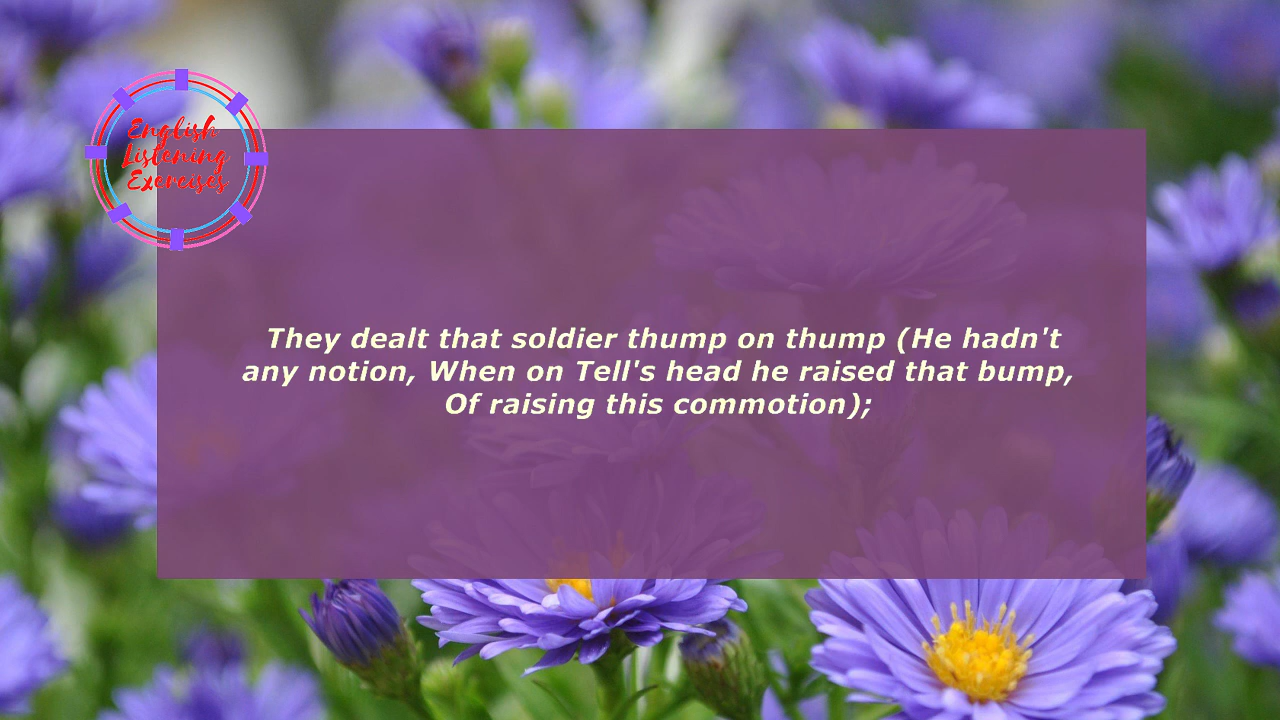 English
Listening
Exercises
They dealt that soldier thump on thump (He hadn't
any notion, When on Tell's head he raised that bump,
Of raising this commotion);